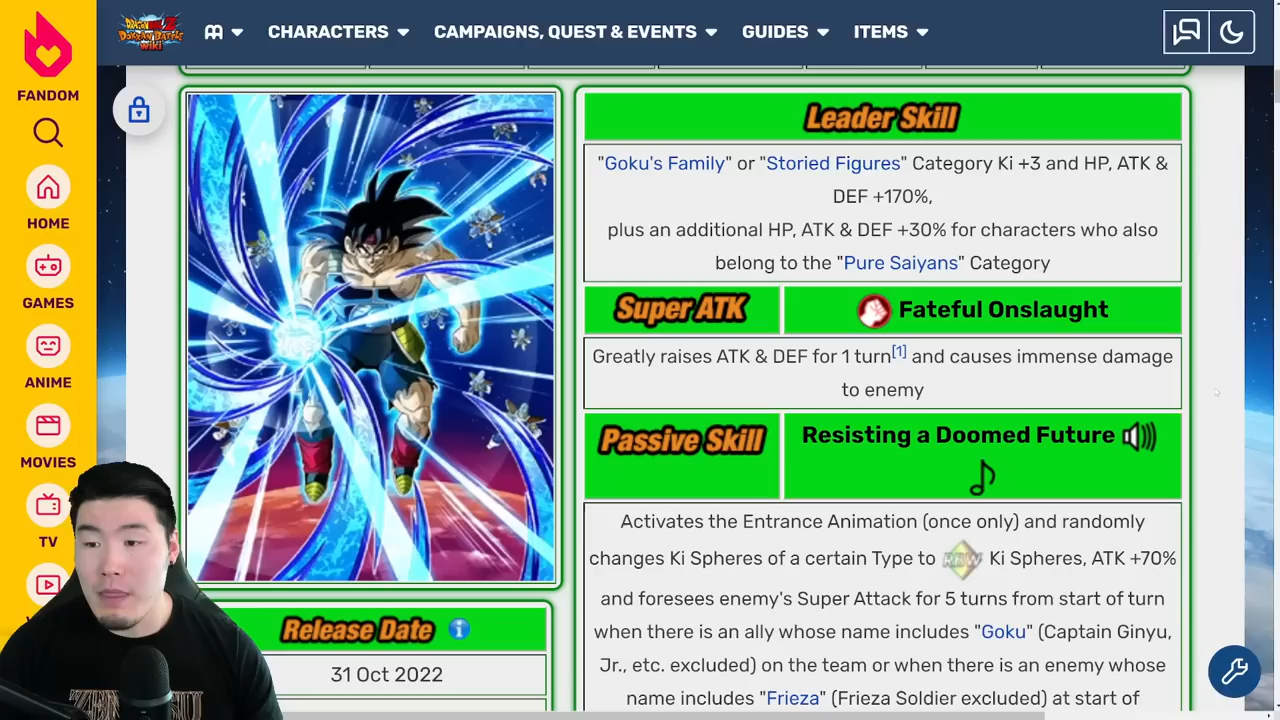 DRAGON BALL Z
DOKKAN BATTLE
WIKI
CHARACTERS
CAMPAIGNS, QUEST & EVENTS
GUIDES
ITEMS
FANDOM
HOME
GAMES
ANIME
MOVIES
TV
Leader Skill
"Goku's Family" or "Storied Figures" Category Ki +3 and HP, ATK &
DEF +170%,
plus an additional HP, ATK & DEF +30% for characters who also
belong to the "Pure Saiyans" Category
Super ATK
Fateful Onslaught
Greatly raises ATK & DEF for 1 turn[1] and causes immense damage
to enemy
Passive Skill
Resisting a Doomed Future
Activates the Entrance Animation (once only) and randomly
changes Ki Spheres of a certain Type to RBW Ki Spheres, ATK +70%
and foresees enemy's Super Attack for 5 turns from start of turn
when there is an ally whose name includes "Goku" (Captain Ginyu,
Jr., etc. excluded) on the team or when there is an enemy whose
name includes "Frieza" (Frieza Soldier excluded) at start of
Release Date
31 Oct 2022